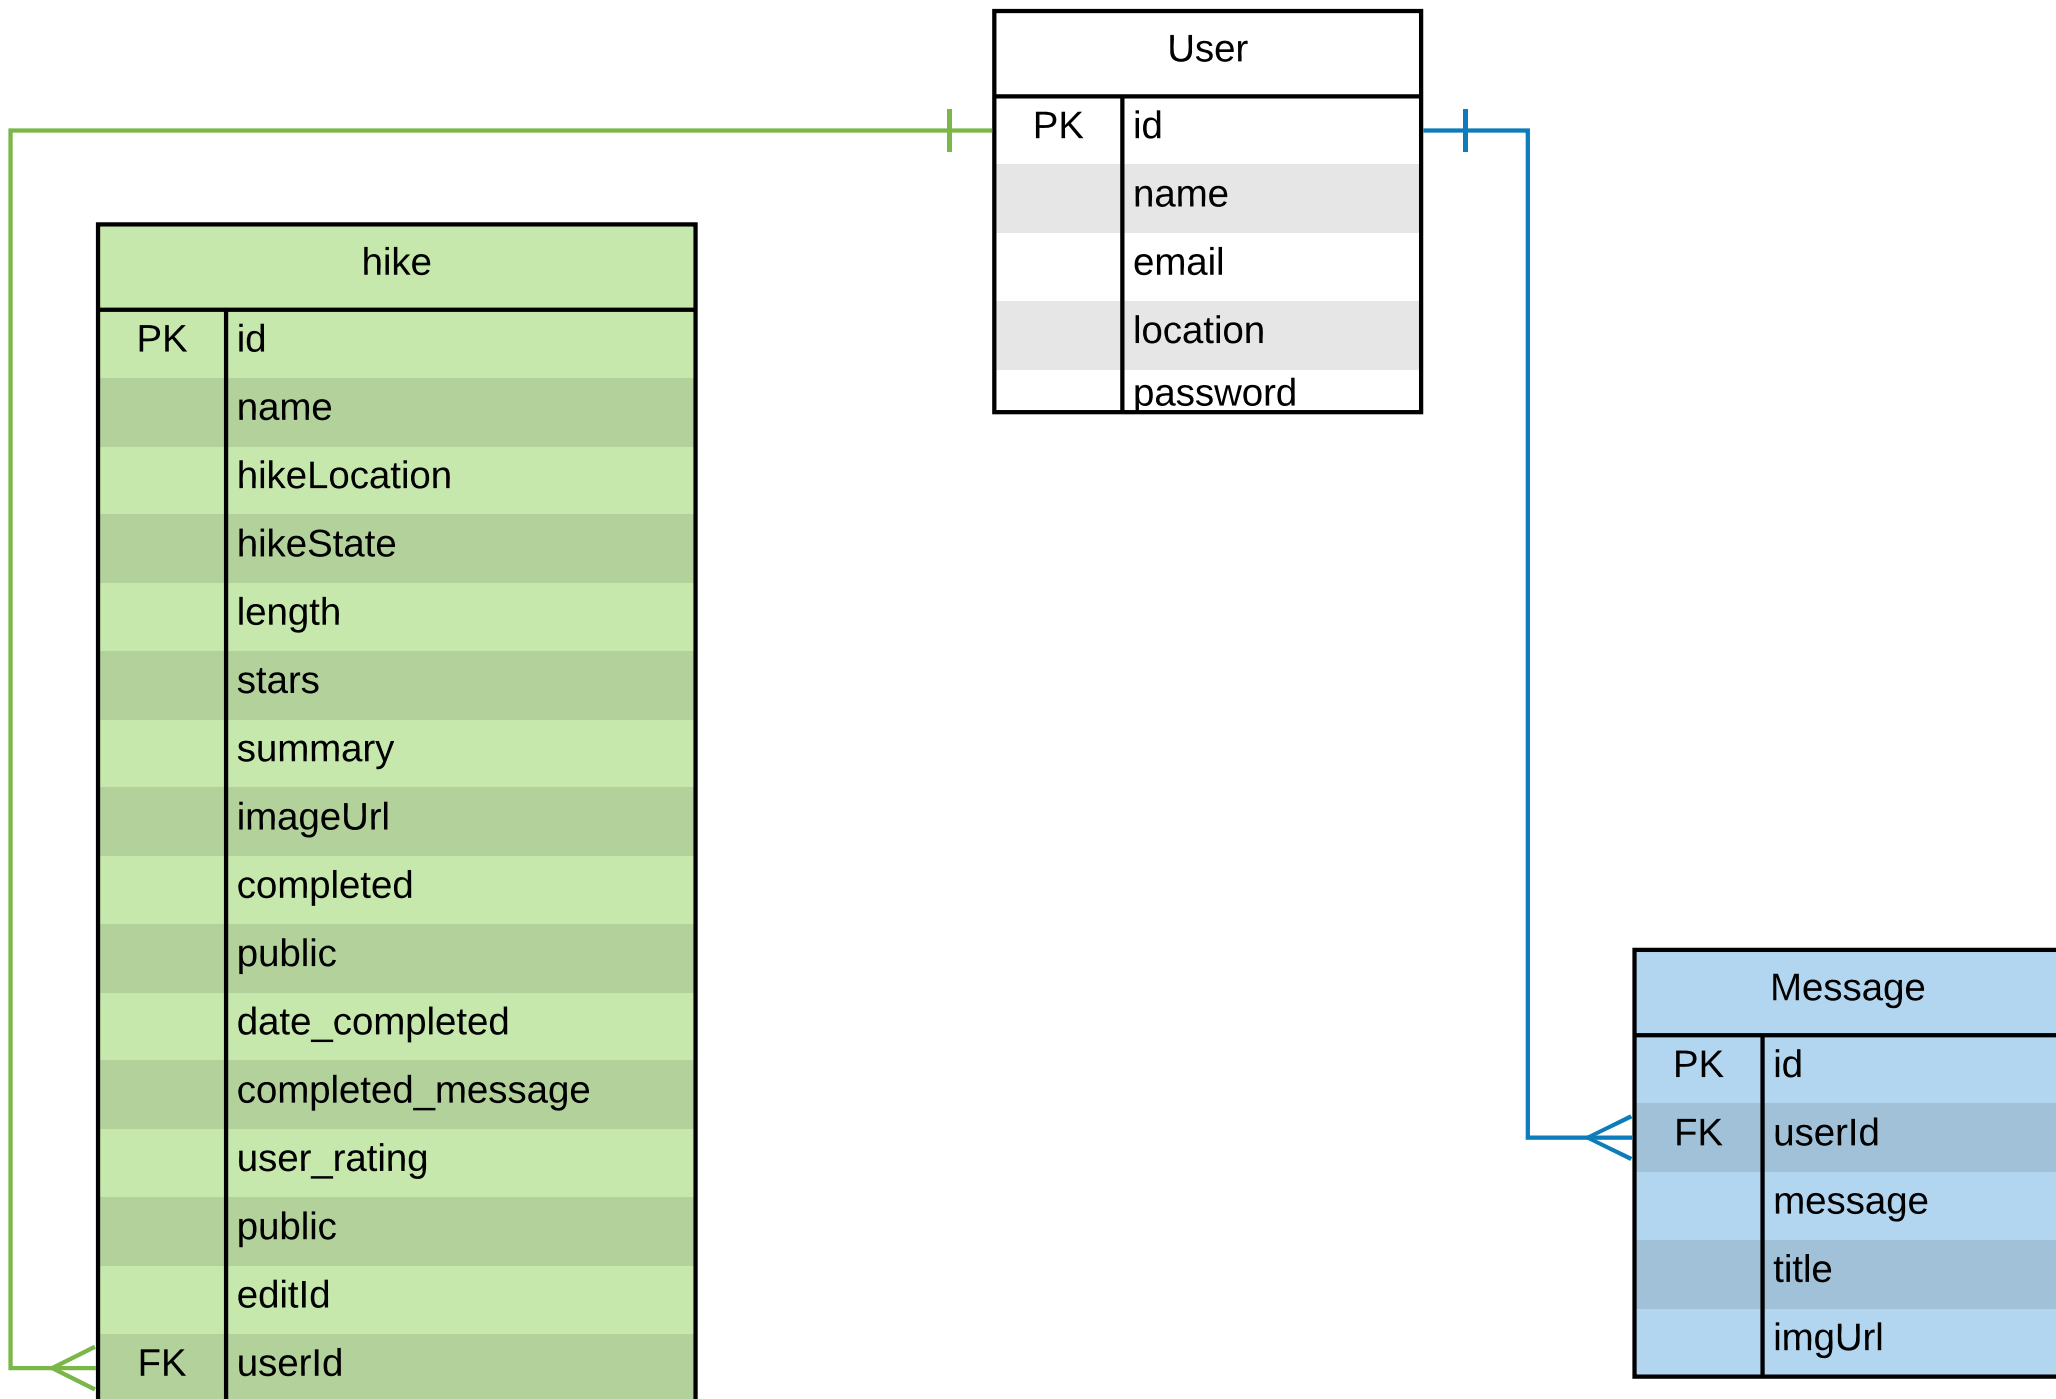 User
PK id
name
email
location
password
hike
PK id
name
hikeLocation
hikeState
length
stars
summary
imageUrl
completed
public
date_completed
completed_message
user_rating
public
editId
FK userId
Message
PK id
FK userId
message
title
imgUrl